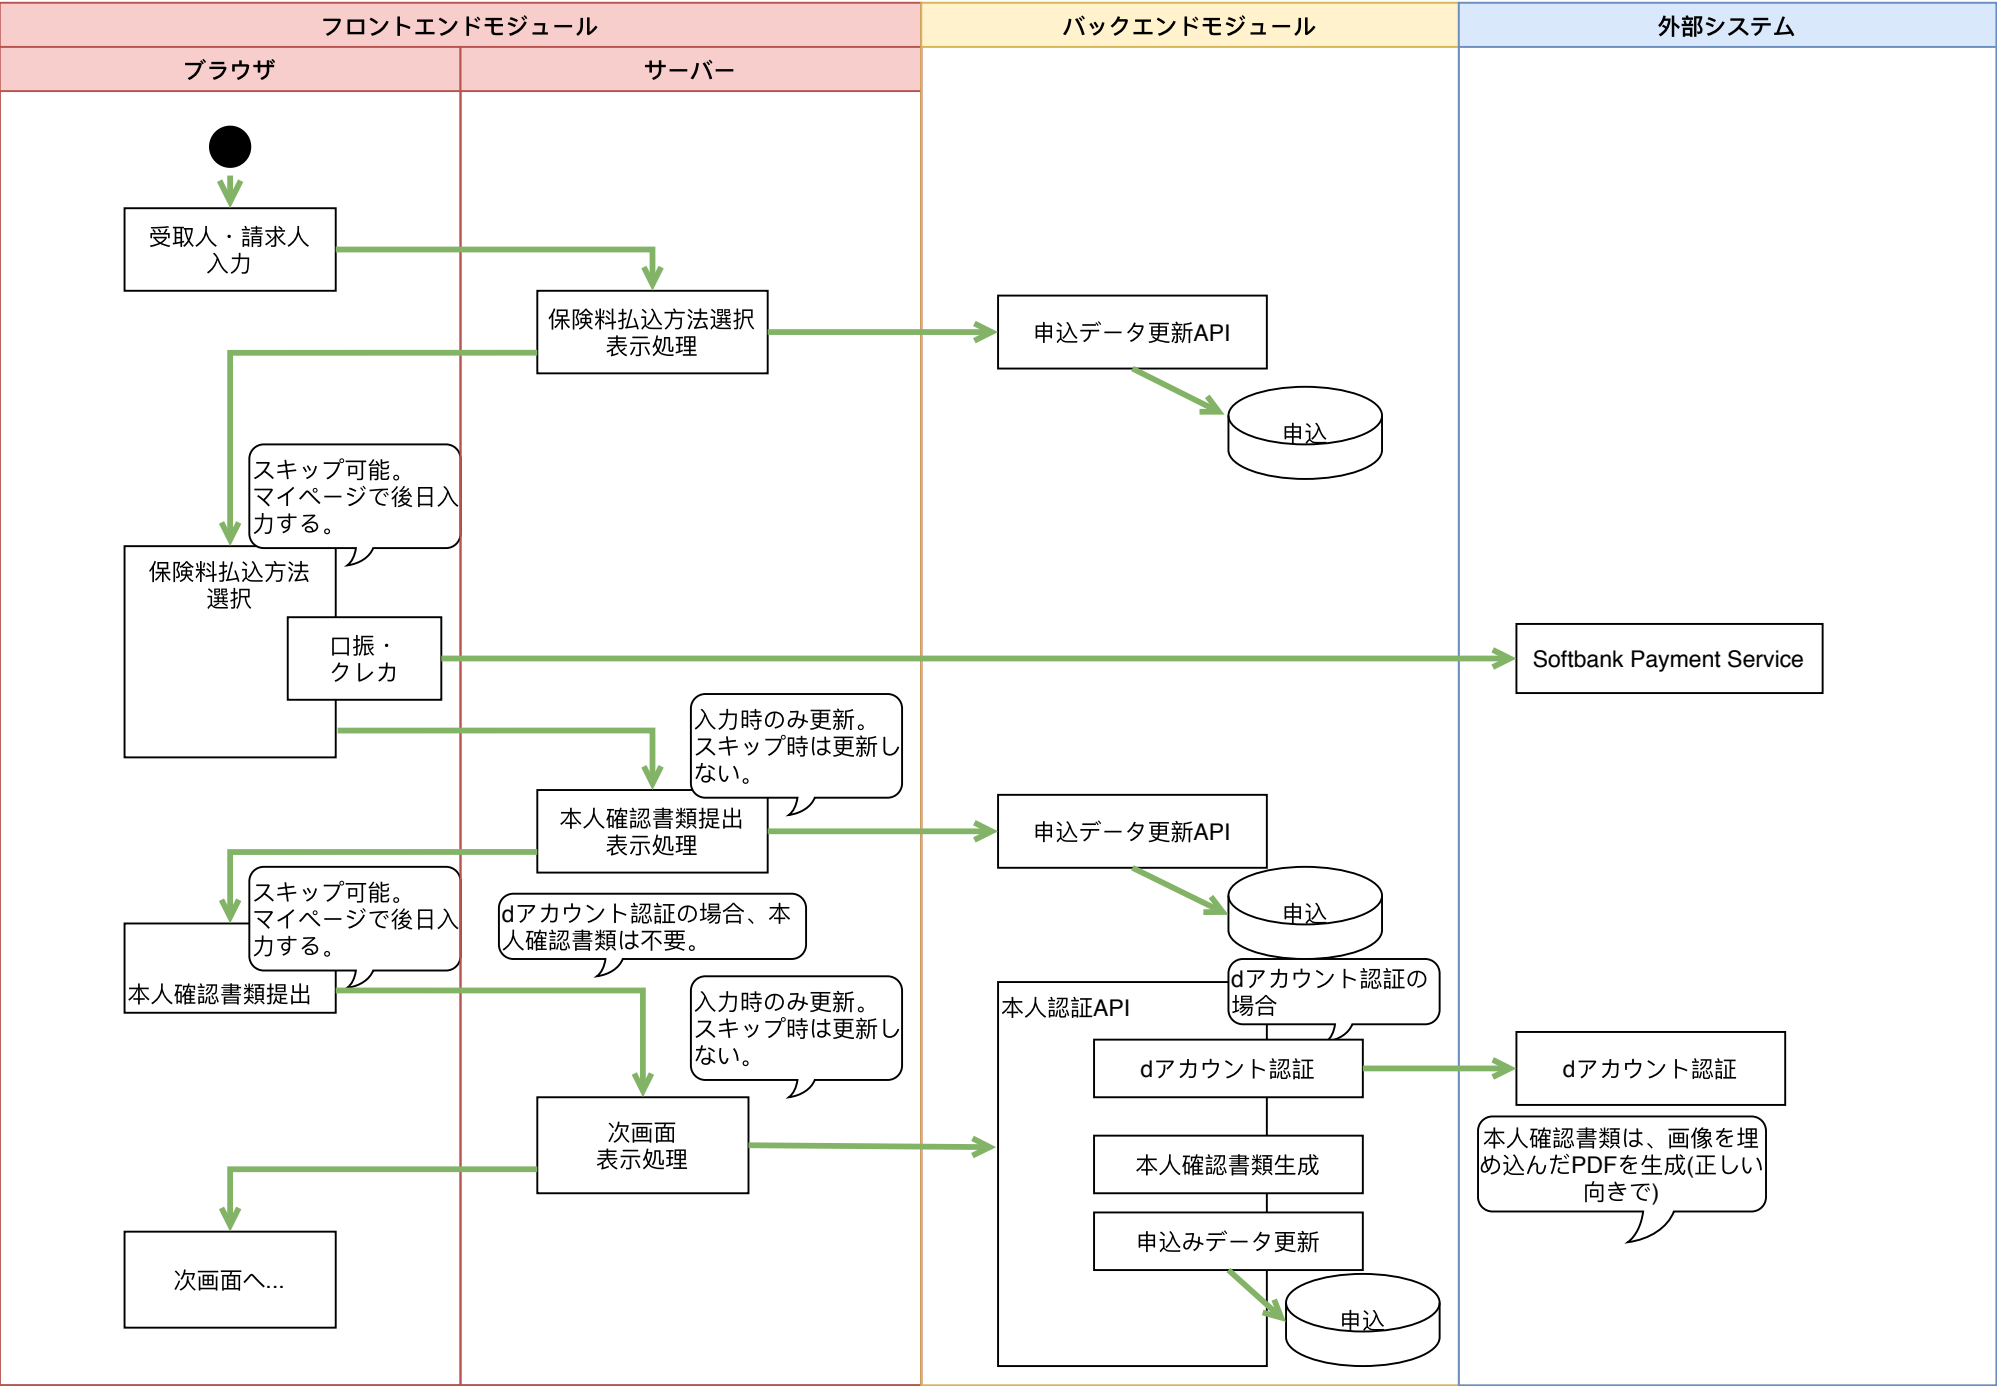 フロントエンドモジュール
バックエンドモジュール
外部システム
ブラウザ
サーバー
受取人・請求人
入力
保険料払込方法選択
表示処理
申込データ更新API
申込
スキップ可能。
マイページで後日入
力する。
保険料払込方法
選択
口振・
クレカ
Softbank Payment Service
入力時のみ更新。
スキップ時は更新し
ない。
本人確認書類提出
表示処理
申込データ更新API
申込
スキップ可能。
マイページで後日入
力する。
本人確認書類提出
dアカウント認証の場合、本
人確認書類は不要。
入力時のみ更新。
スキップ時は更新し
ない。
本人認証API
dアカウント認証の
場合
dアカウント認証
dアカウント認証
次画面
表示処理
本人確認書類生成
本人確認書類は、画像を埋
め込んだPDFを生成(正しい
向きで)
申込みデータ更新
申込
次画面へ...